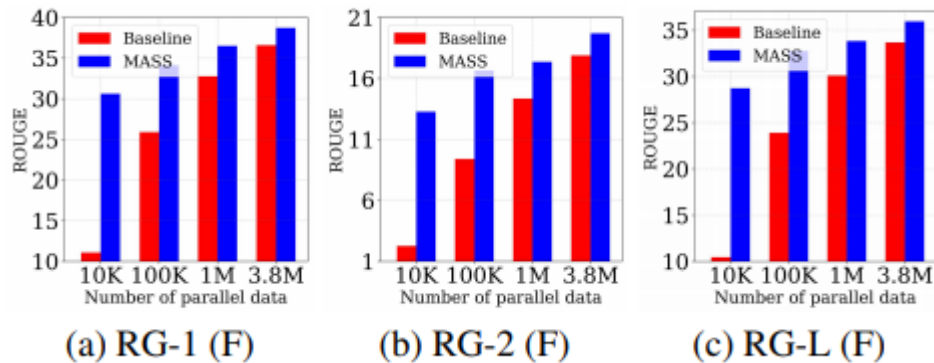 40
35
30
25
20
15
10
ROUGE
Baseline
MASS
10K 100K 1M 3.8M
Number of parallel data
(a) RG-1 (F)
21
16
11
6
1
ROUGE
Baseline
MASS
10K 100K 1M 3.8M
Number of parallel data
(b) RG-2 (F)
35
30
25
20
15
10
ROUGE
Baseline
MASS
10K 100K 1M 3.8M
Number of parallel data
(c) RG-L (F)